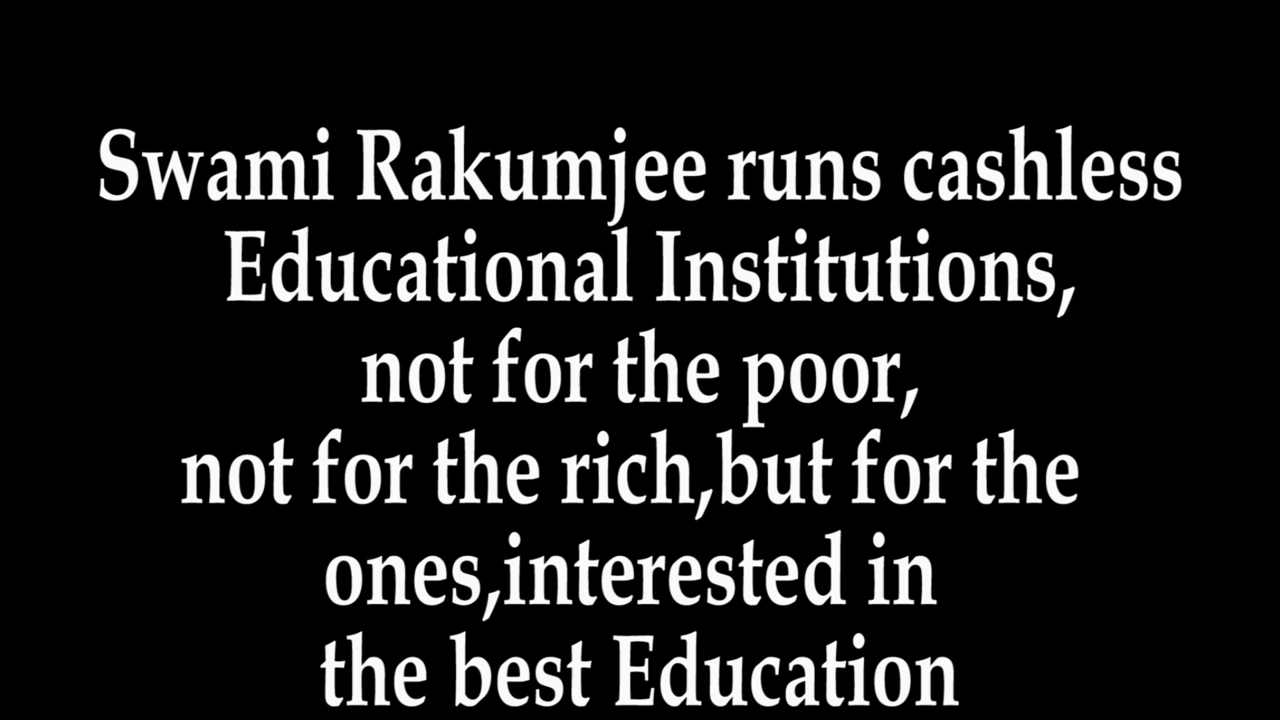 Swami Rakumjee runs cashless
Educational Institutions,
not for the poor,
not for the rich,but for the
ones,interested in
the best Education